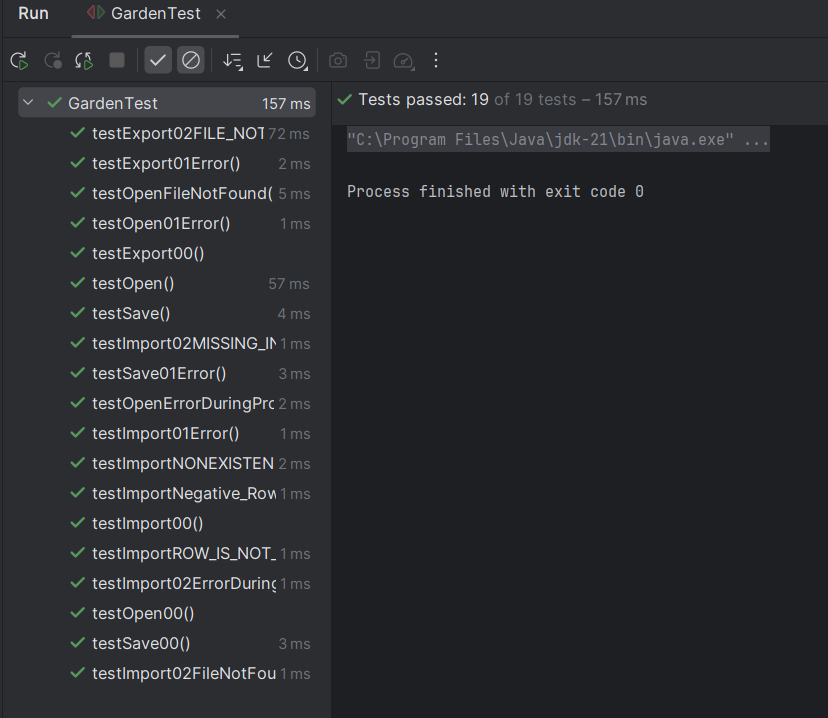 Run GardenTest
GardenTest 157 ms
testExport02FILE_NOT 72 ms
testExport01Error() 2 ms
testOpenFileNotFound( 5 ms
testOpen01Error() 1 ms
testExport00()
testOpen() 57 ms
testSave() 4 ms
testImport02MISSING_IN 1 ms
testSave01Error() 3 ms
testOpenErrorDuringPro 2 ms
testImport01Error() 1 ms
testImportNONEXISTEN 2 ms
testImportNegative_Row 1 ms
testImport00()
testImportROW_IS_NOT_ 1 ms
testImport02ErrorDuring 1 ms
testOpen00()
testSave00() 3 ms
testImport02FileNotFou 1 ms
Tests passed: 19 of 19 tests – 157 ms
"C:\Program Files\Java\jdk-21\bin\java.exe" ...
Process finished with exit code 0